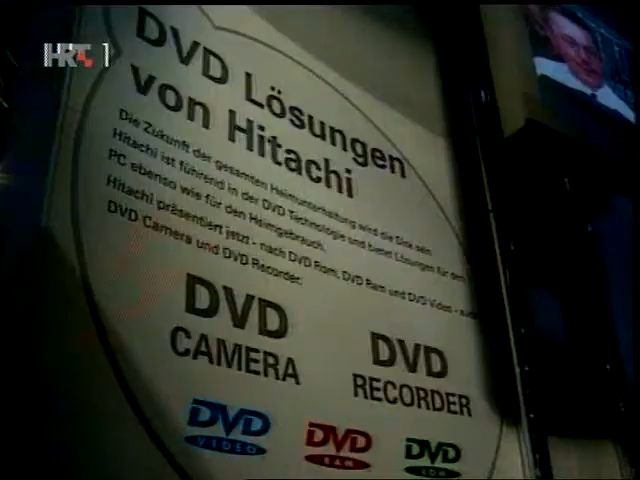 HRT 1
DVD Lösungen
von Hitachi
Die Zukunft der gesamten Heimunterhaltung wird die Disk sein.
Hitachi ist führend in der DVD Technologie und bietet Lösungen für den
PC ebenso wie für den Heimgebrauch.
Hitachi präsentiert jetzt - nach DVD Rom, DVD Ram und DVD Video -
DVD Camera und DVD Recorder.
DVD
CAMERA
DVD
RECORDER
DVD
VIDEO
DVD
RAM
DVD
ROM